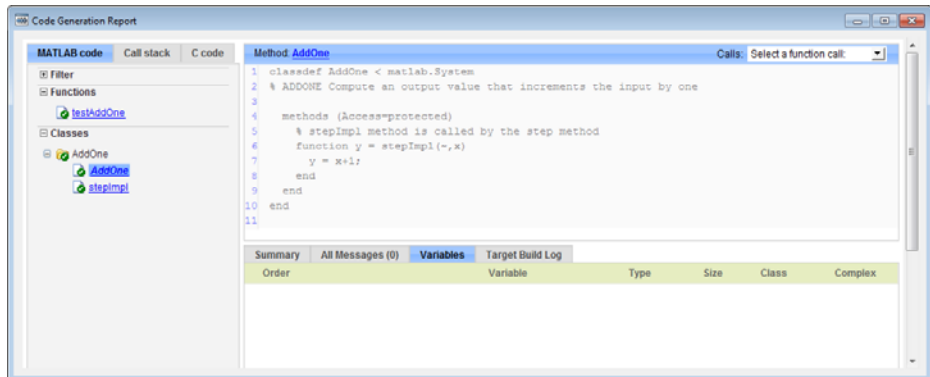 Code Generation Report
MATLAB code Call stack C code
Filter
Functions
testAddOne
Classes
AddOne
AddOne
stepImpl
Method: AddOne Calls: Select a function call:
1 classdef AddOne < matlab.System
2 % ADDONE Compute an output value that increments the input by one
3
4 methods (Access=protected)
5 % stepImpl method is called by the step method
6 function y = stepImpl(~,x)
7 y = x+1;
8 end
9 end
10 end
11
Summary All Messages (0) Variables Target Build Log
Order Variable Type Size Class Complex